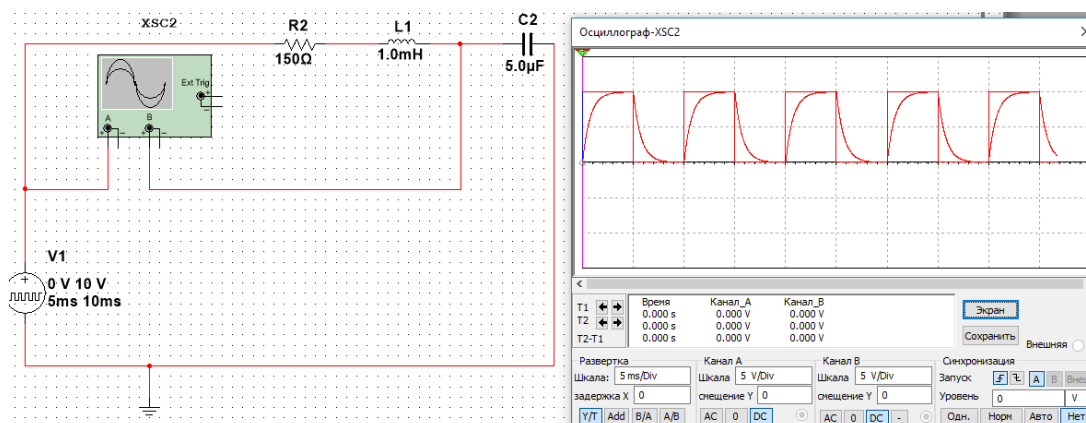 XSC2
Ext Trig
A
B
R2
150Ω
L1
1.0mH
C2
5.0µF
V1
0 V 10 V
5ms 10ms
Осциллограф-XSC2
T1
T2
T2-T1
Время Канал_А Канал_В
0.000 s 0.000 V 0.000 V
0.000 s 0.000 V 0.000 V
0.000 s 0.000 V 0.000 V
Экран
Сохранить
Внешняя
Развертка
Шкала: 5 ms/Div
задержка X 0
Y/T Add B/A A/B
Канал А
Шкала 5 V/Div
смещение Y 0
AC 0 DC
Канал В
Шкала 5 V/Div
смещение Y 0
AC 0 DC -
Синхронизация
Запуск A B Вне
Уровень 0 V
Одн. Норм Авто Нет